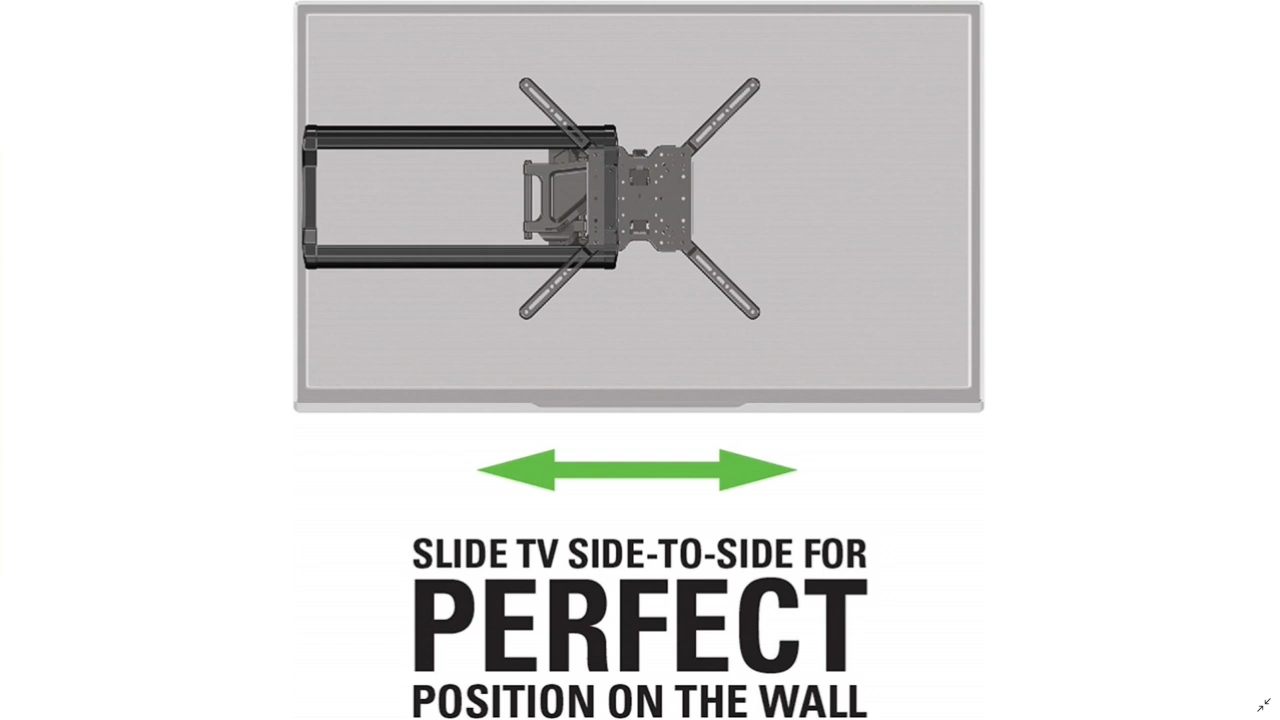 SLIDE TV SIDE-TO-SIDE FOR
PERFECT
POSITION ON THE WALL